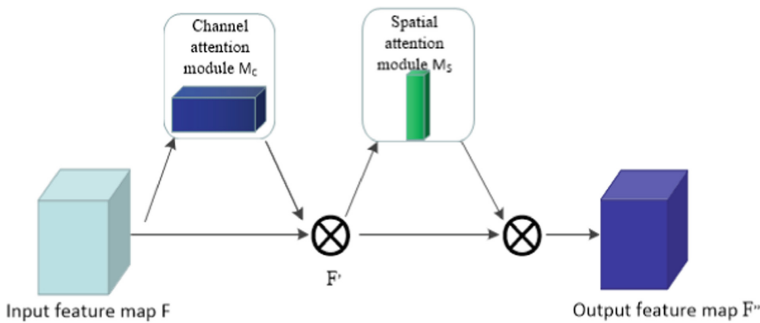 Channel
attention
module Mc
Spatial
attention
module Ms
F'
Input feature map F
Output feature map F"